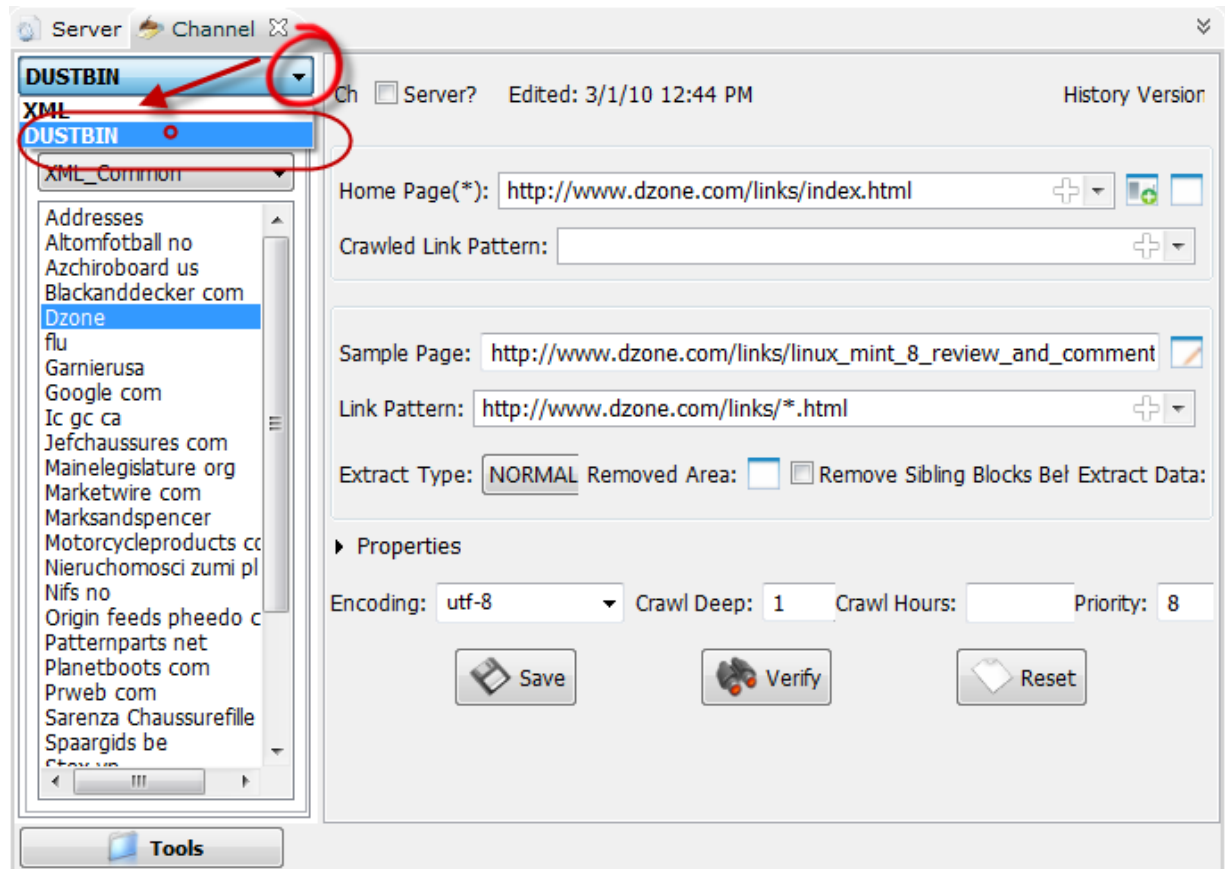 Server Channel
DUSTBIN
XML
DUSTBIN
XML_Common
Addresses
Altomfotball no
Azchiroboard us
Blackanddecker com
Dzone
flu
Garnierusa
Google com
Ic gc ca
Jefchaussures com
Mainelegislature org
Marketwire com
Marksandspencer
Motorcycleproducts cc
Nieruchomosci zumi pl
Nifs no
Origin feeds pheedo c
Patternparts net
Planetboots com
Prweb com
Sarenza Chaussurefille
Spaargids be
Tools
Ch Server? Edited: 3/1/10 12:44 PM History Version
Home Page(*): http://www.dzone.com/links/index.html
Crawled Link Pattern:
Sample Page: http://www.dzone.com/links/linux_mint_8_review_and_comment
Link Pattern: http://www.dzone.com/links/*.html
Extract Type: NORMAL Removed Area: Remove Sibling Blocks Beh Extract Data:
Properties
Encoding: utf-8 Crawl Deep: 1 Crawl Hours: Priority: 8
Save Verify Reset